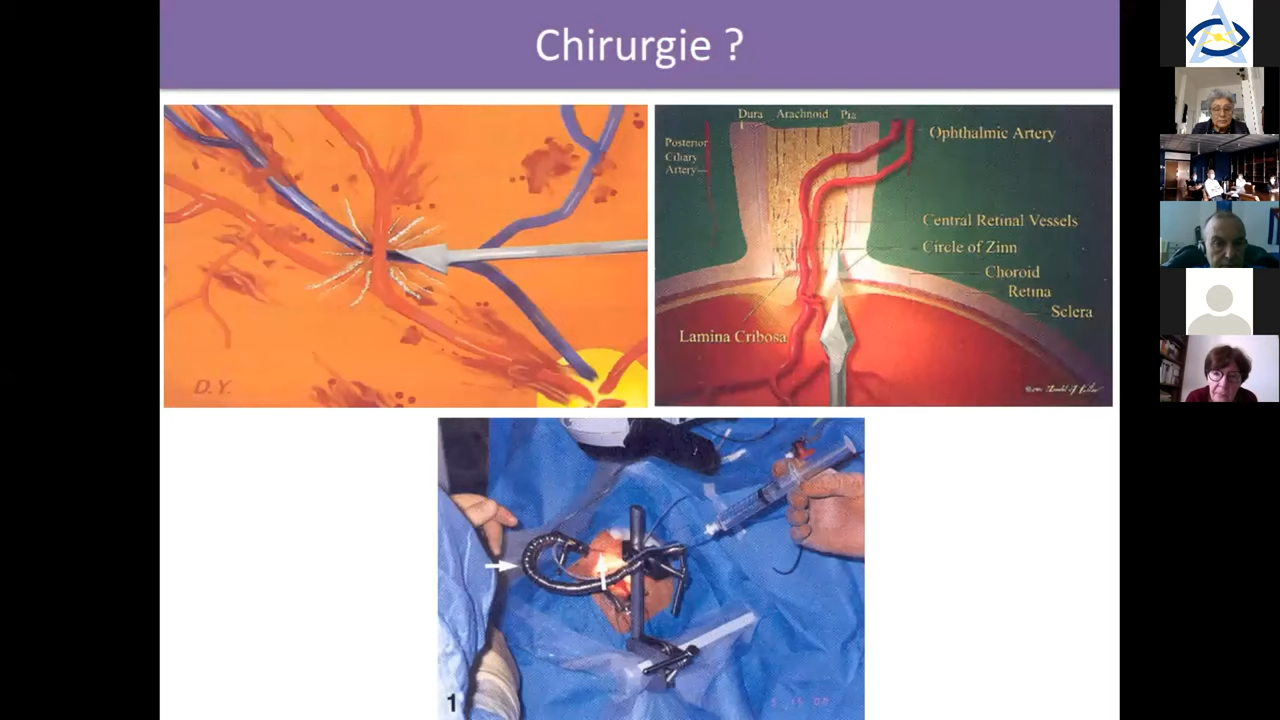 Chirurgie ?
D.Y.
Dura Arachnoid Pia
Posterior
Ciliary
Artery
Ophthalmic Artery
Central Retinal Vessels
Circle of Zinn
Choroid
Retina
Sclera
Lamina Cribosa
1